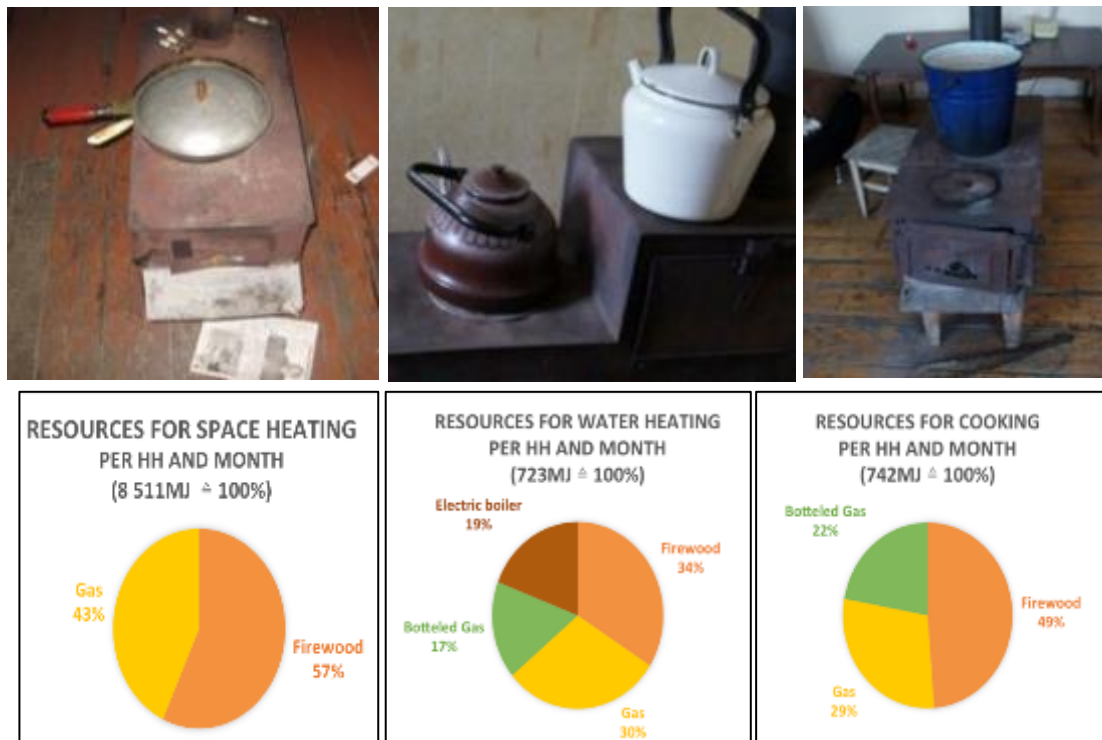 RESOURCES FOR SPACE HEATING
PER HH AND MONTH
(8 511MJ ≙ 100%)
Gas
43%
Firewood
57%
RESOURCES FOR WATER HEATING
PER HH AND MONTH
(723MJ ≙ 100%)
Electric boiler
19%
Firewood
34%
Botteled Gas
17%
Gas
30%
RESOURCES FOR COOKING
PER HH AND MONTH
(742MJ ≙ 100%)
Botteled Gas
22%
Firewood
49%
Gas
29%